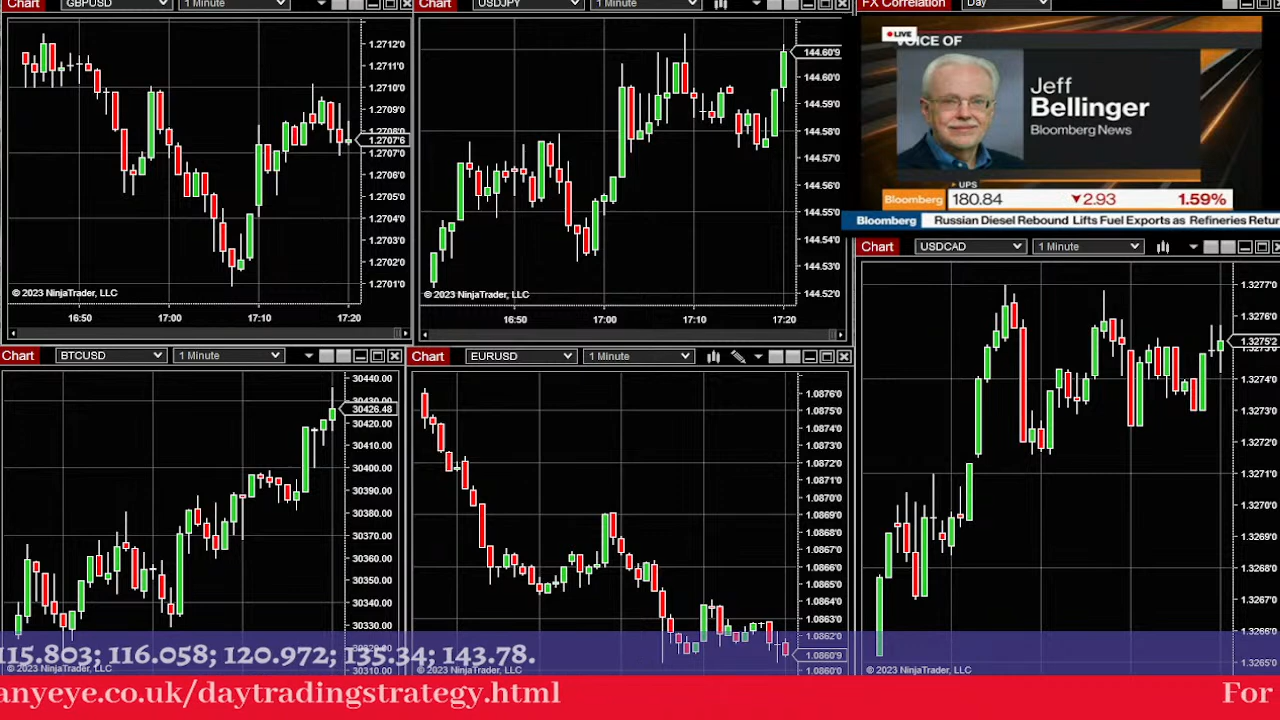 Chart GBPUSD 1 Minute
1.2712'0
1.2711'0
1.2710'0
1.2709'0
1.2708'0
1.2707'6
1.2707'0
1.2706'0
1.2705'0
1.2704'0
1.2703'0
1.2702'0
1.2701'0
© 2023 NinjaTrader, LLC
16:50 17:00 17:10 17:20
Chart USDJPY 1 Minute
144.60'9
144.60'0
144.59'0
144.58'0
144.57'0
144.56'0
144.55'0
144.54'0
144.53'0
144.52'0
© 2023 NinjaTrader, LLC
16:50 17:00 17:10 17:20
FX Correlation Day
LIVE
VOICE OF
Jeff
Bellinger
Bloomberg News
UPS
Bloomberg 180.84 2.93 1.59%
Bloomberg Russian Diesel Rebound Lifts Fuel Exports as Refineries Retur
Chart USDCAD 1 Minute
1.3277'0
1.3276'0
1.3275'2
1.3274'0
1.3273'0
1.3272'0
1.3271'0
1.3270'0
1.3269'0
1.3268'0
1.3267'0
1.3266'0
1.3265'0
© 2023 NinjaTrader, LLC
Chart BTCUSD 1 Minute
30440.00
30430.00
30426.48
30420.00
30410.00
30400.00
30390.00
30380.00
30370.00
30360.00
30350.00
30340.00
30330.00
30320.00
30310.00
© 2023 NinjaTrader, LLC
Chart EURUSD 1 Minute
1.0876'0
1.0875'0
1.0874'0
1.0873'0
1.0872'0
1.0871'0
1.0870'0
1.0869'0
1.0868'0
1.0867'0
1.0866'0
1.0865'0
1.0864'0
1.0863'0
1.0862'0
1.0860'9
© 2023 NinjaTrader, LLC
115.803; 116.058; 120.972; 135.34; 143.78.
anyeye.co.uk/daytradingstrategy.html For